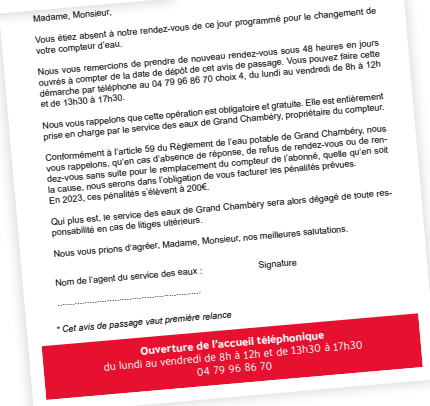 Madame, Monsieur,
Vous étiez absent à notre rendez-vous de ce jour programmé pour le changement de
votre compteur d'eau.
Nous vous remercions de prendre de nouveau rendez-vous sous 48 heures en jours
ouvrés à compter de la date de dépôt de cet avis de passage. Vous pouvez faire cette
démarche par téléphone au 04 79 96 86 70 choix 4, du lundi au vendredi de 8h à 12h
et de 13h30 à 17h30.
Nous vous rappelons que cette opération est obligatoire et gratuite. Elle est entièrement
prise en charge par le service des eaux de Grand Chambéry, propriétaire du compteur.
Conformément à l'article 59 du Règlement de l'eau potable de Grand Chambéry, nous
vous rappelons, qu'en cas d'absence de réponse, de refus de rendez-vous ou de ren-
dez-vous sans suite pour le remplacement du compteur de l'abonné, quelle qu'en soit
la cause, nous serons dans l'obligation de vous facturer les pénalités prévues.
En 2023, ces pénalités s'élèvent à 200€.
Qui plus est, le service des eaux de Grand Chambéry sera alors dégagé de toute res-
ponsabilité en cas de litiges ultérieurs.
Nous vous prions d'agréer, Madame, Monsieur, nos meilleures salutations.
Nom de l'agent du service des eaux : Signature
......................................................
* Cet avis de passage vaut première relance
Ouverture de l'accueil téléphonique
du lundi au vendredi de 8h à 12h et de 13h30 à 17h30
04 79 96 86 70